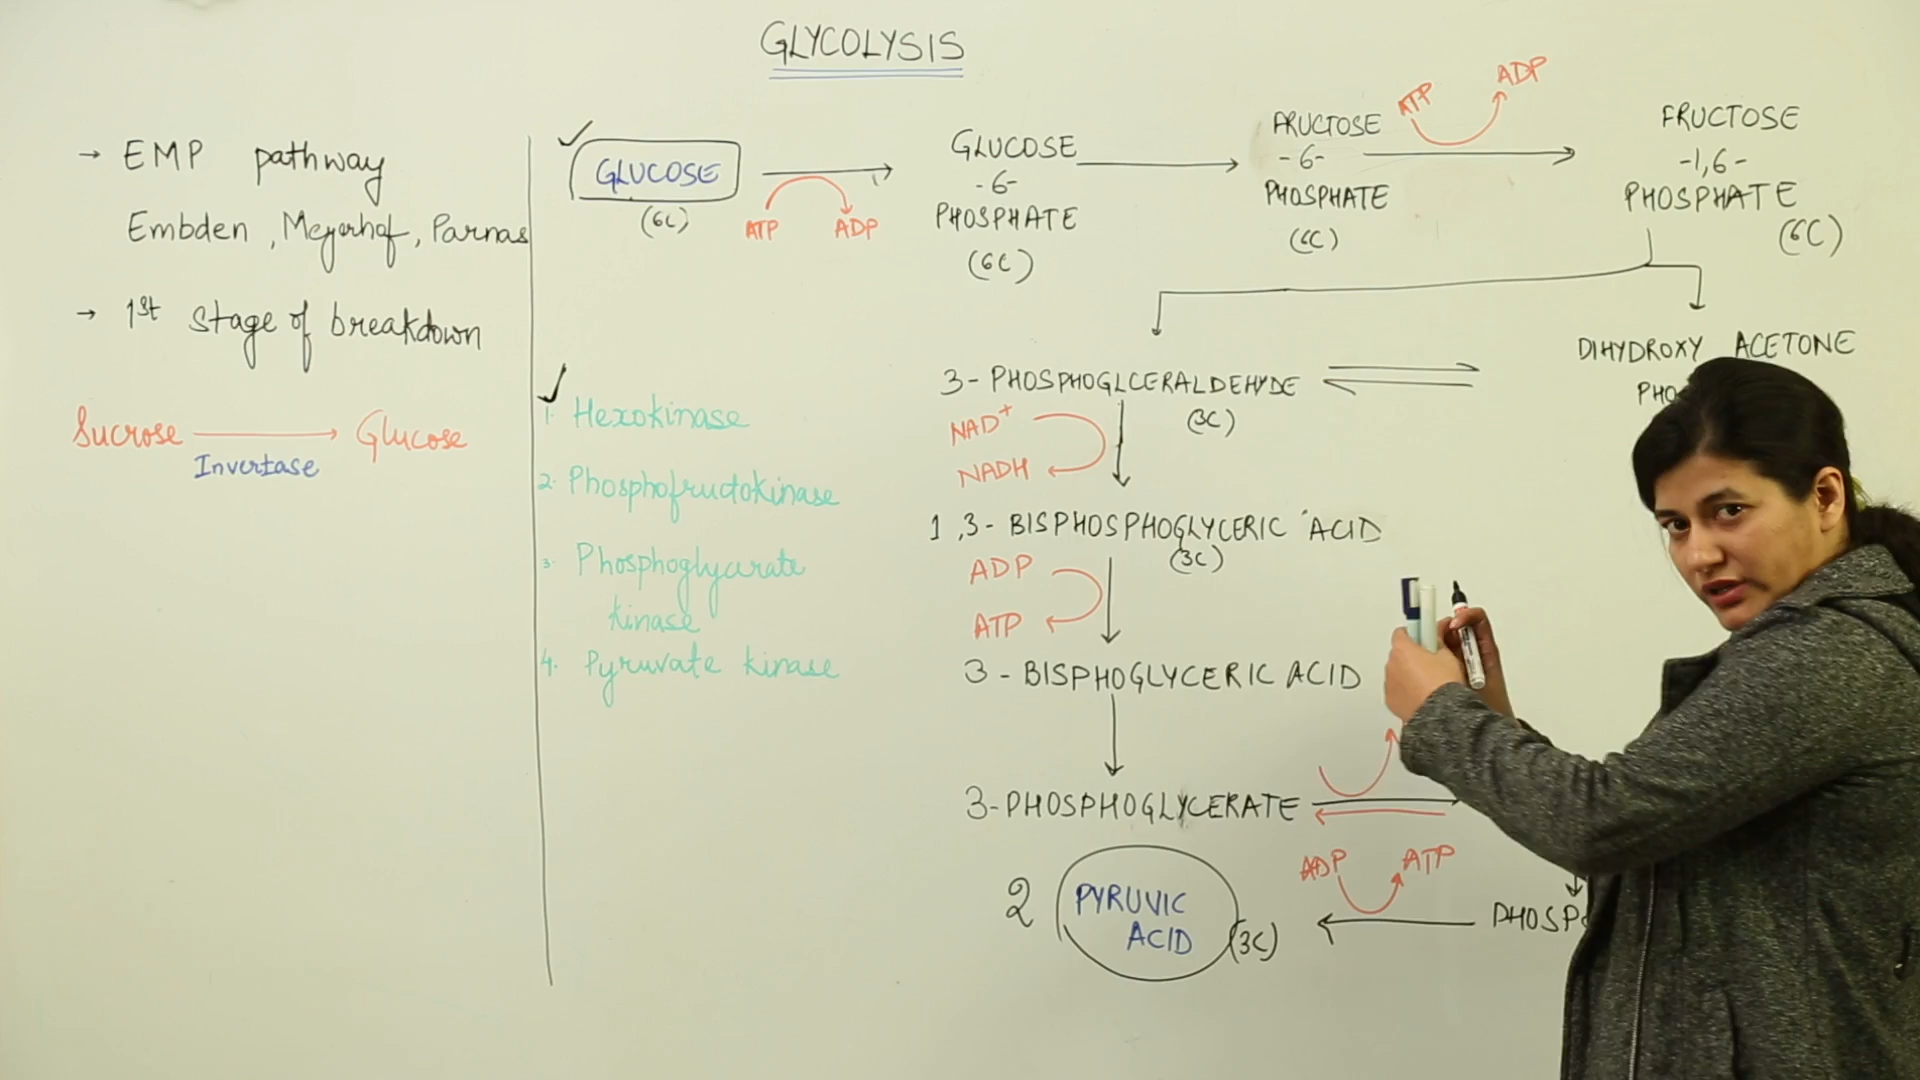 GLYCOLYSIS
→ EMP pathway
Embden, Meyerhof, Parnas
→ 1st stage of breakdown
Sucrose → Glucose
Invertase
GLUCOSE
(6C)
ATP ADP
GLUCOSE
-6-
PHOSPHATE
(6C)
FRUCTOSE
-6-
PHOSPHATE
(6C)
ATP ADP
FRUCTOSE
-1,6-
PHOSPHATE
(6C)
1. Hexokinase
2. Phosphofructokinase
3. Phosphoglycerate
kinase
4. Pyruvate kinase
3-PHOSPHOGLCERALDEHYDE
(3C)
DIHYDROXY ACETONE
PHO
NAD+
NADH
1,3-BISPHOSPHOGLYCERIC ACID
(3C)
ADP
ATP
3-BISPHOGLYCERIC ACID
3-PHOSPHOGLYCERATE
ADP ATP
PHOSP
2 PYRUVIC
ACID (3C)